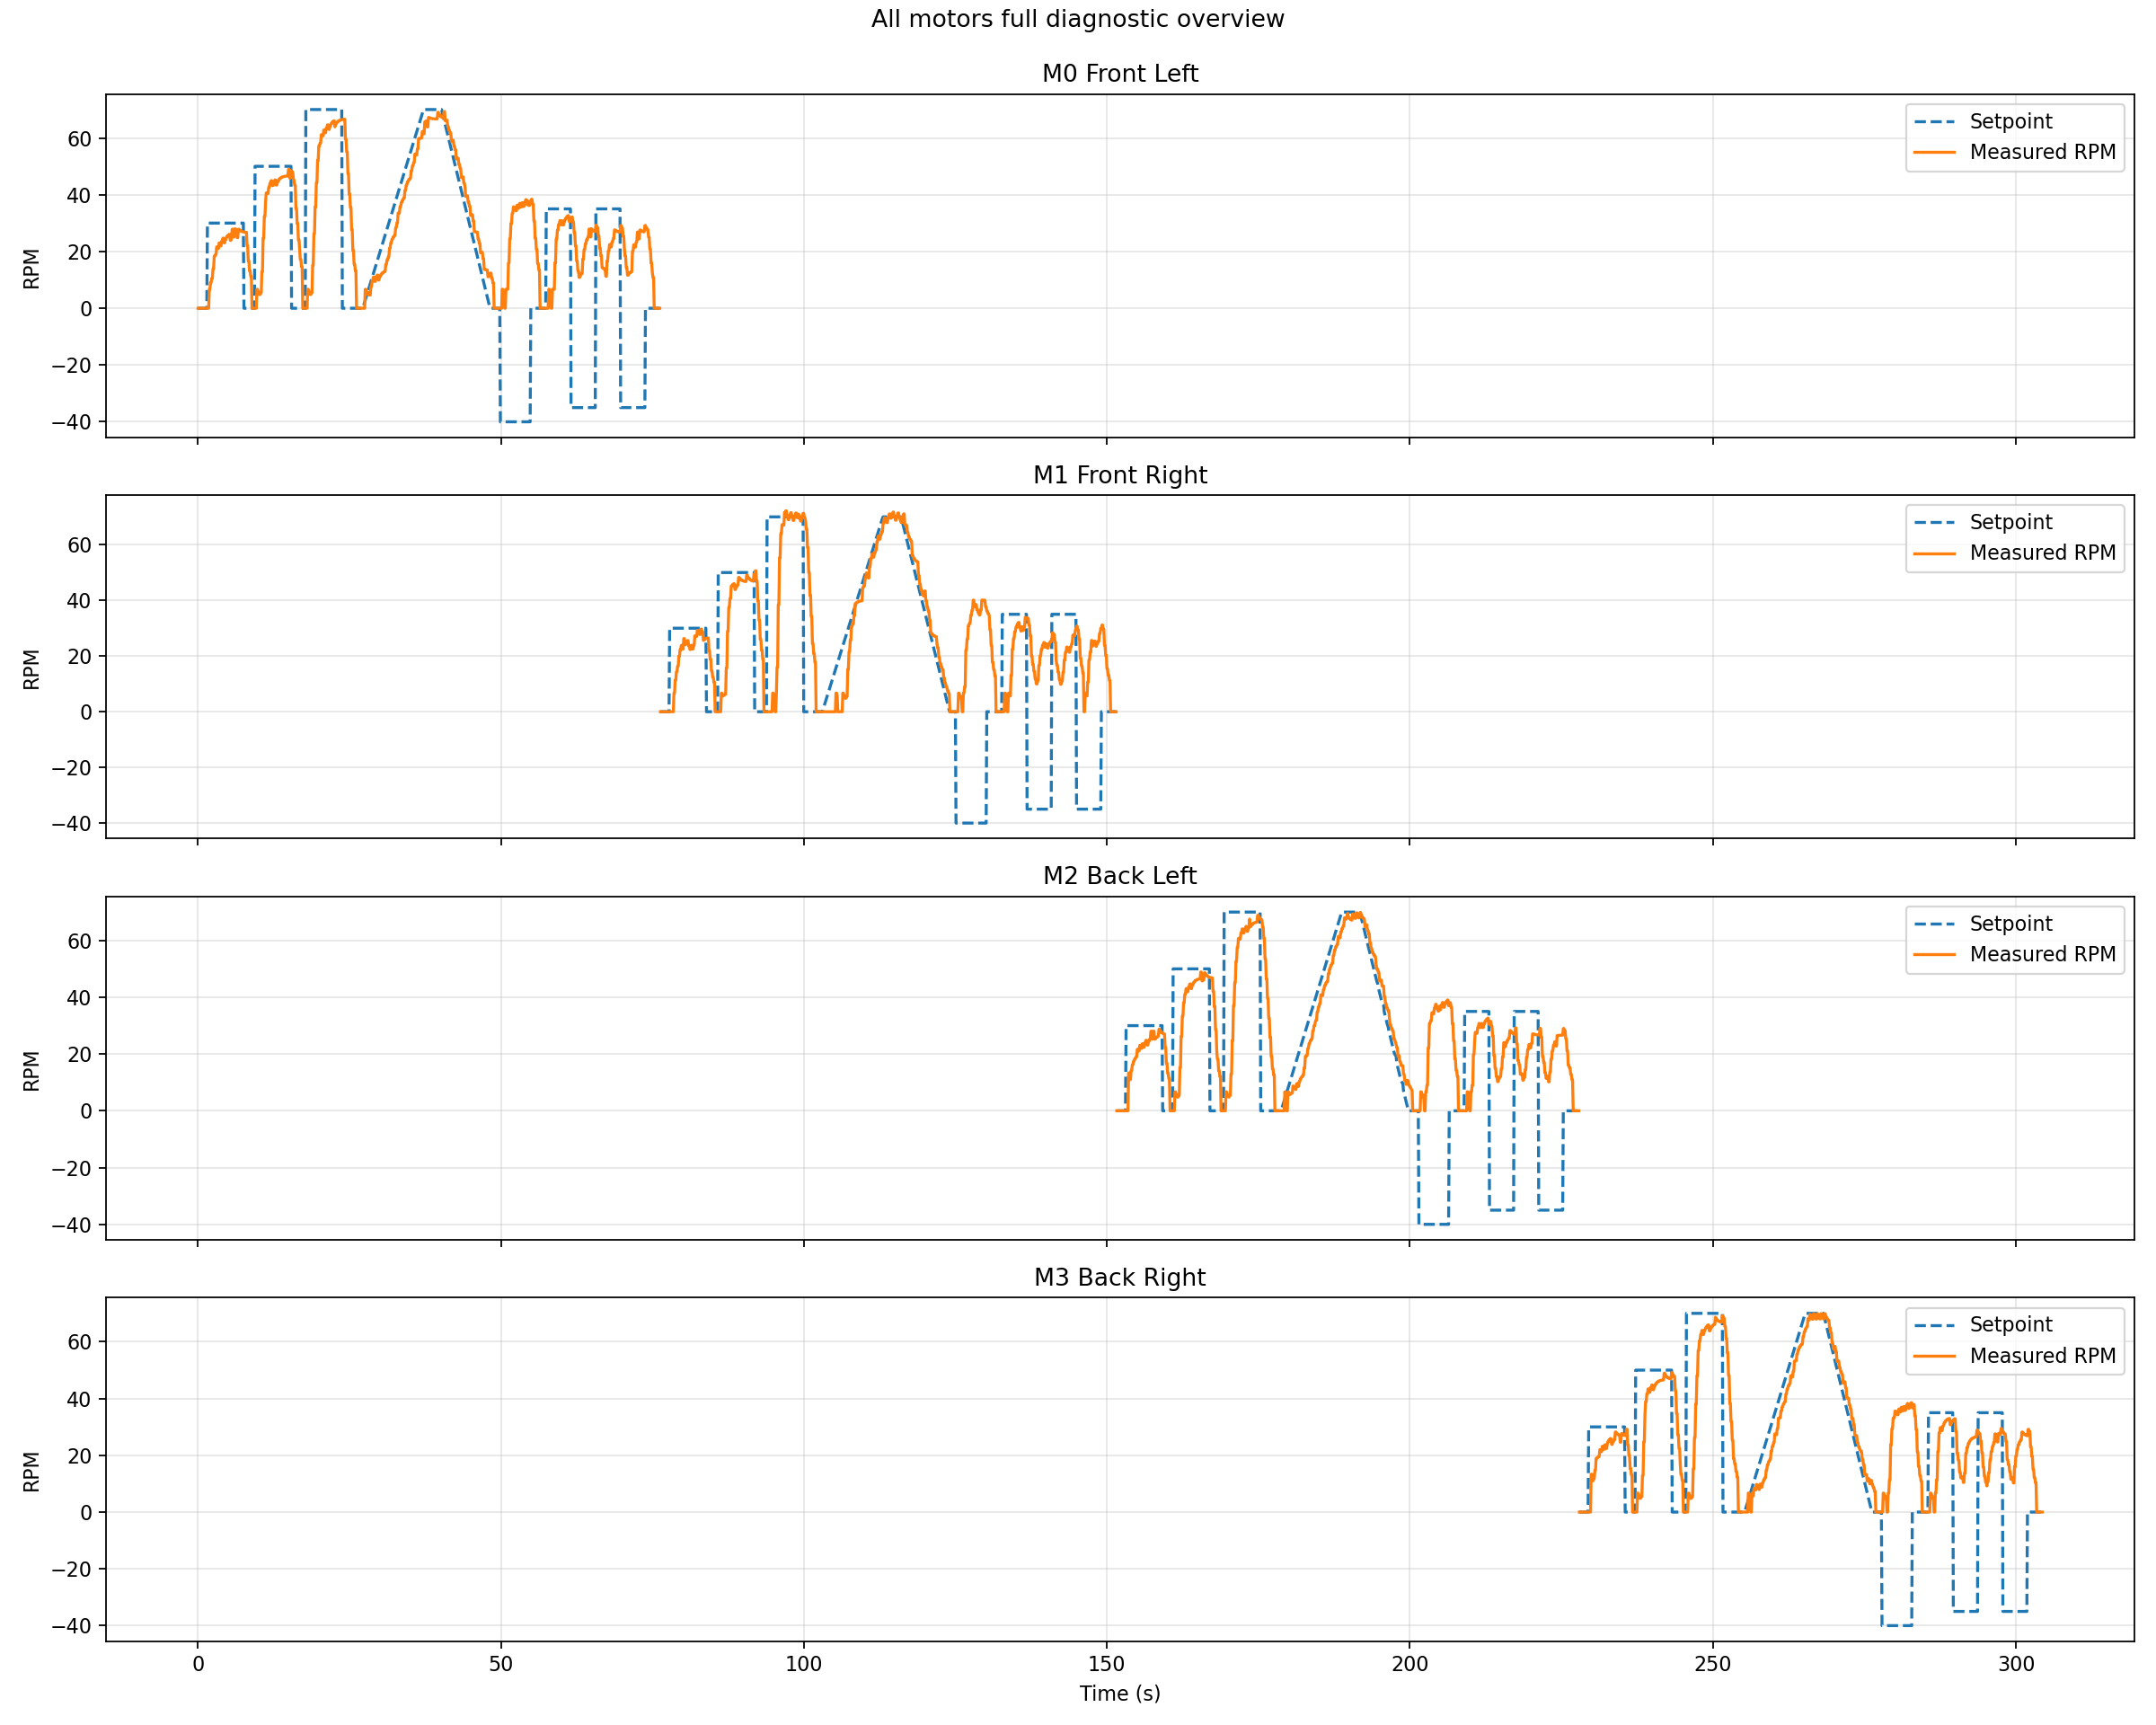 All motors full diagnostic overview
M0 Front Left
RPM
60
40
20
0
−20
−40
Setpoint
Measured RPM
M1 Front Right
RPM
60
40
20
0
−20
−40
Setpoint
Measured RPM
M2 Back Left
RPM
60
40
20
0
−20
−40
Setpoint
Measured RPM
M3 Back Right
RPM
60
40
20
0
−20
−40
Setpoint
Measured RPM
0 50 100 150 200 250 300
Time (s)